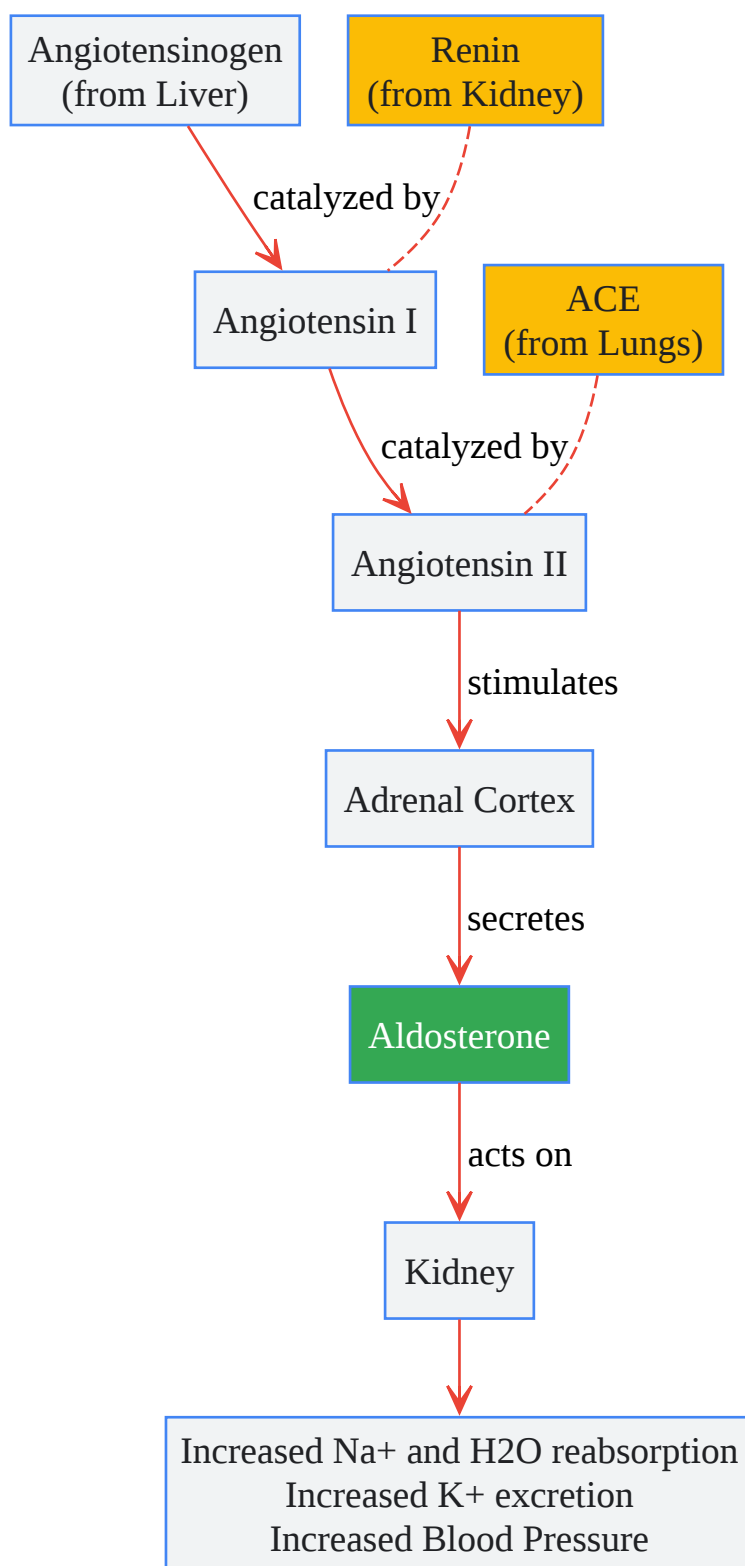 Angiotensinogen
(from Liver)
Renin
(from Kidney)
catalyzed by
Angiotensin I
ACE
(from Lungs)
catalyzed by
Angiotensin II
stimulates
Adrenal Cortex
secretes
Aldosterone
acts on
Kidney
Increased Na+ and H2O reabsorption
Increased K+ excretion
Increased Blood Pressure